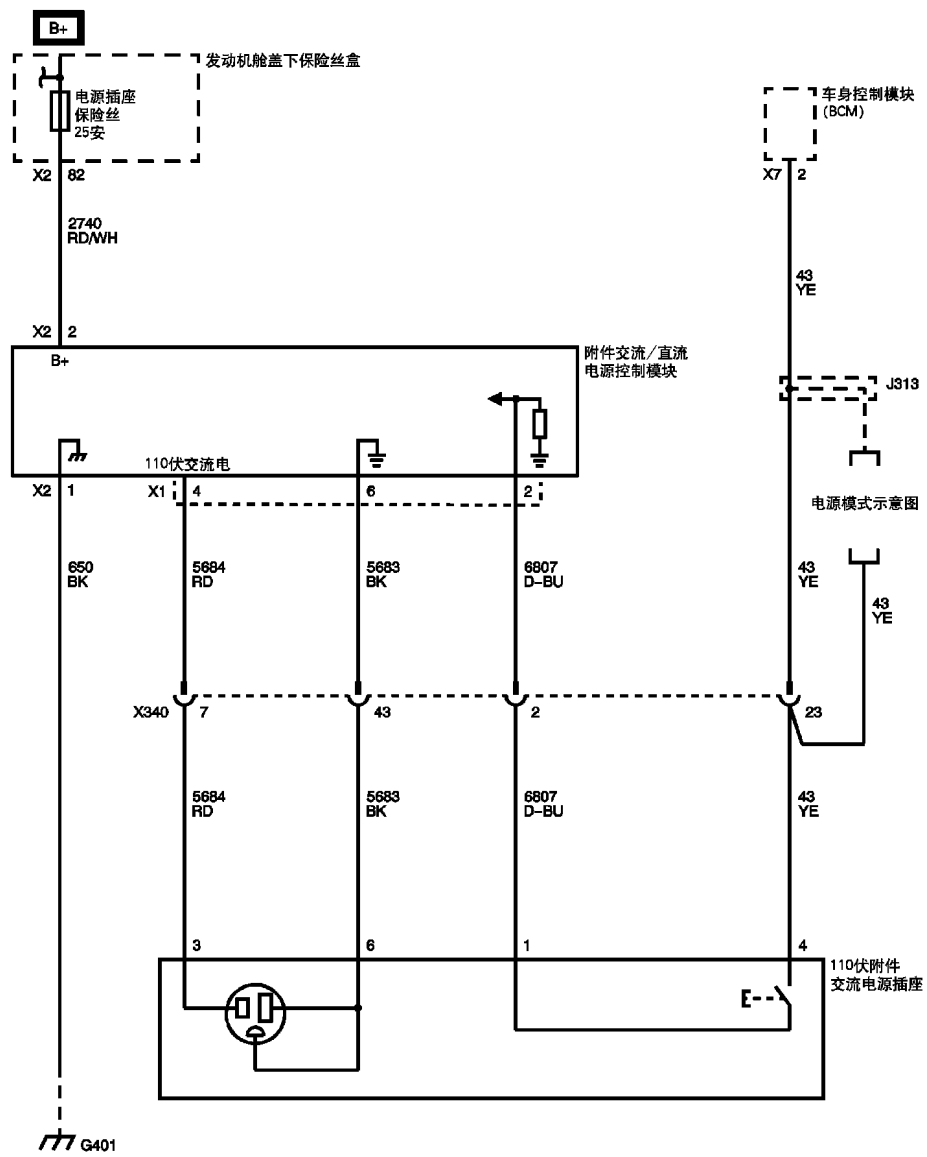 B+
发动机舱盖下保险丝盒
电源插座
保险丝
25安
车身控制模块
(BCM)
X2 82
X7 2
2740
RD/WH
43
YE
X2 2
B+
附件交流/直流
电源控制模块
J313
110伏交流电
X2 1
X1 4
6
2
电源模式示意图
650
BK
5684
RD
5683
BK
6807
D-BU
43
YE
43
YE
X340 7
43
2
23
5684
RD
5683
BK
6807
D-BU
43
YE
3
6
1
4
110伏附件
交流电源插座
G401